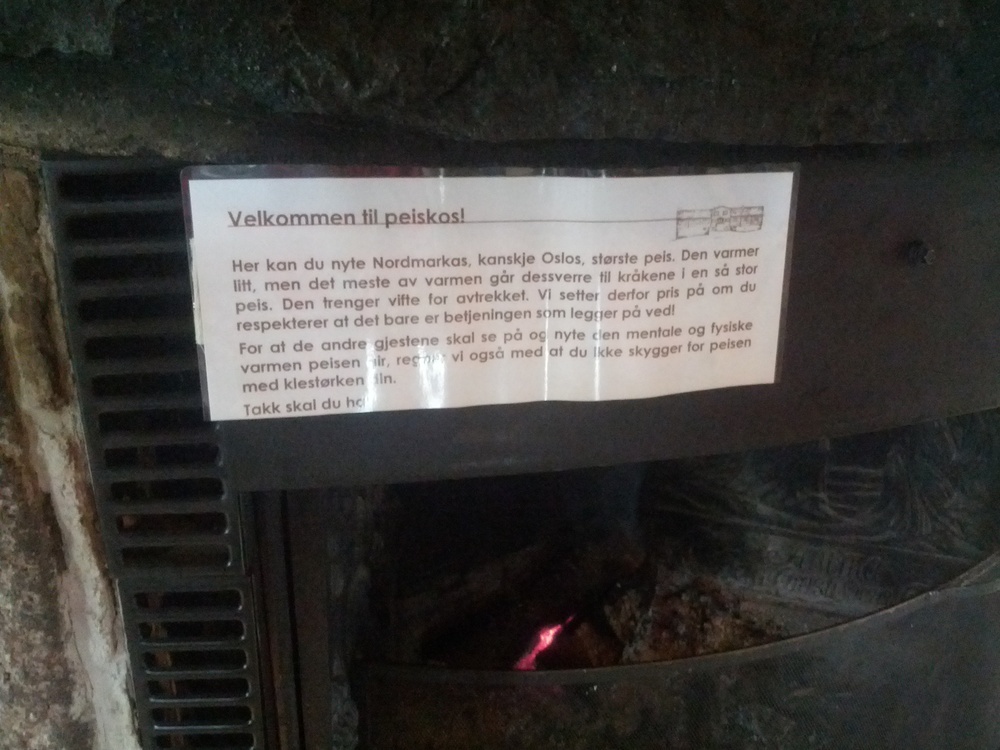 Velkommen til peiskos!
Her kan du nyte Nordmarkas, kanskje Oslos, største peis. Den varmer
litt, men det meste av varmen går dessverre til kråkene i en så stor
peis. Den trenger vifte for avtrekket. Vi setter derfor pris på om du
respekterer at det bare er betjeningen som legger på ved!
For at de andre gjestene skal se på og nyte den mentale og fysiske
varmen peisen gir, regner vi også med at du ikke skygger for peisen
med klestørken din.
Takk skal du ha